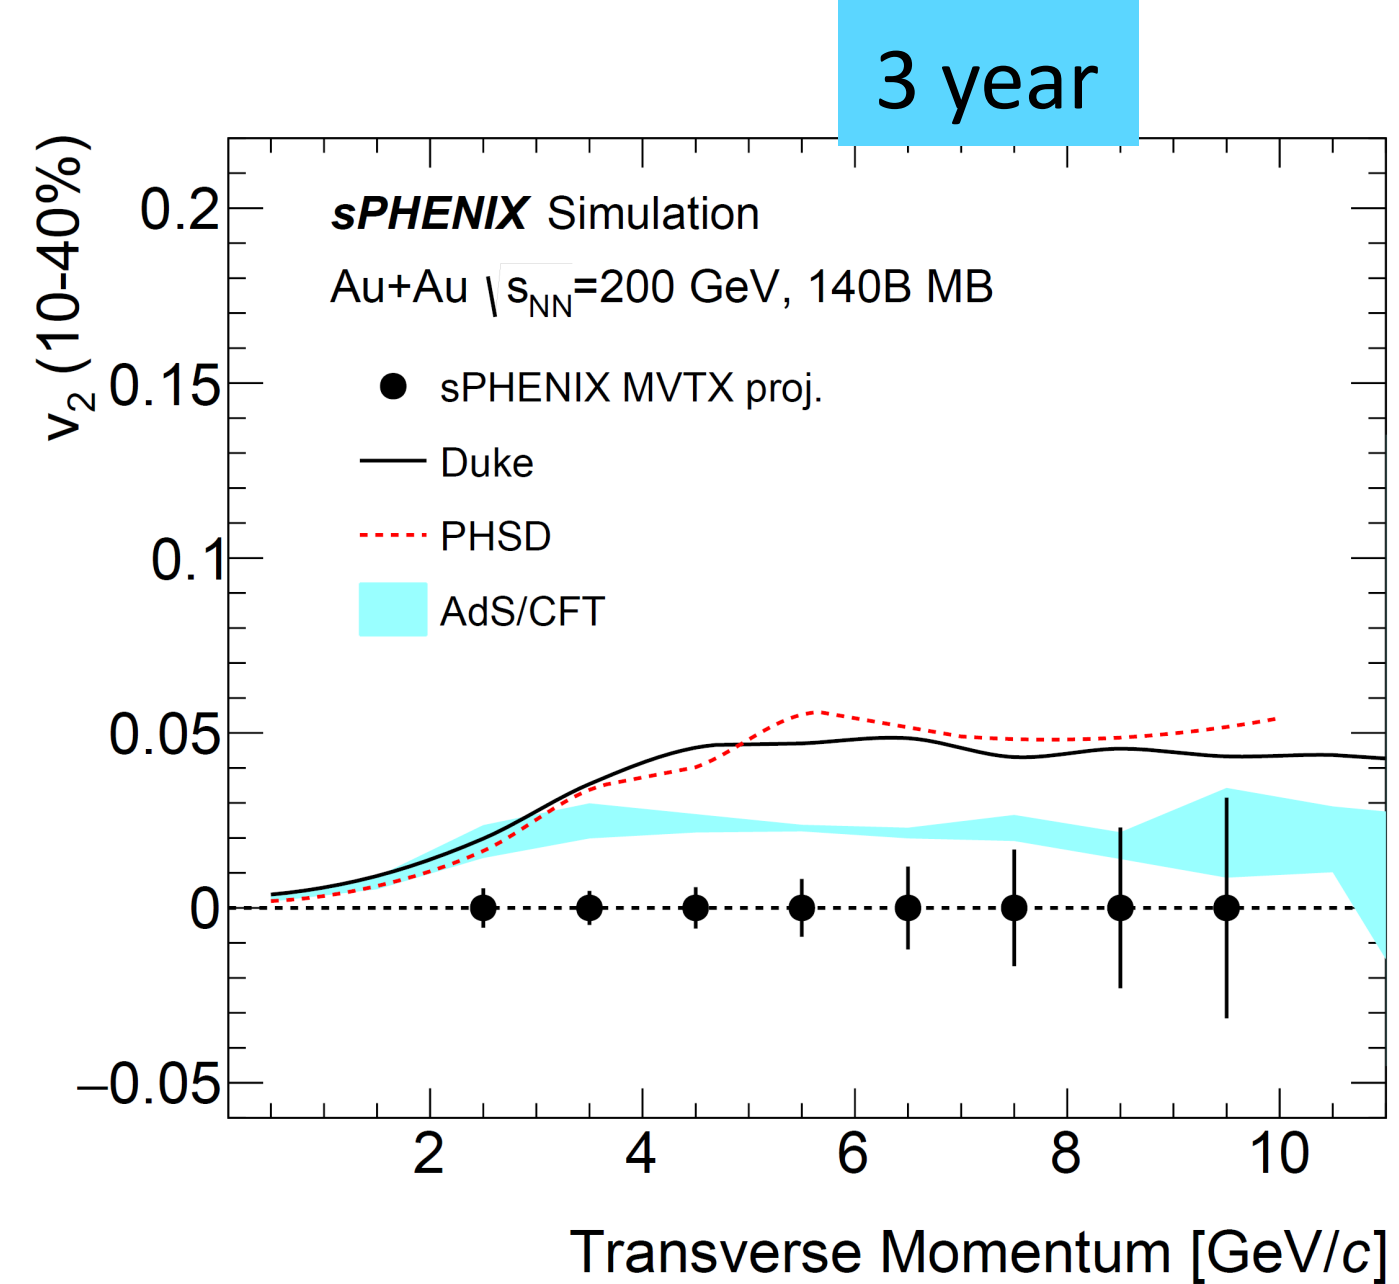 3 year
v2 (10-40%)
0.2
0.15
0.1
0.05
0
−0.05
sPHENIX Simulation
Au+Au √sNN=200 GeV, 140B MB
sPHENIX MVTX proj.
Duke
PHSD
AdS/CFT
2 4 6 8 10
Transverse Momentum [GeV/c]